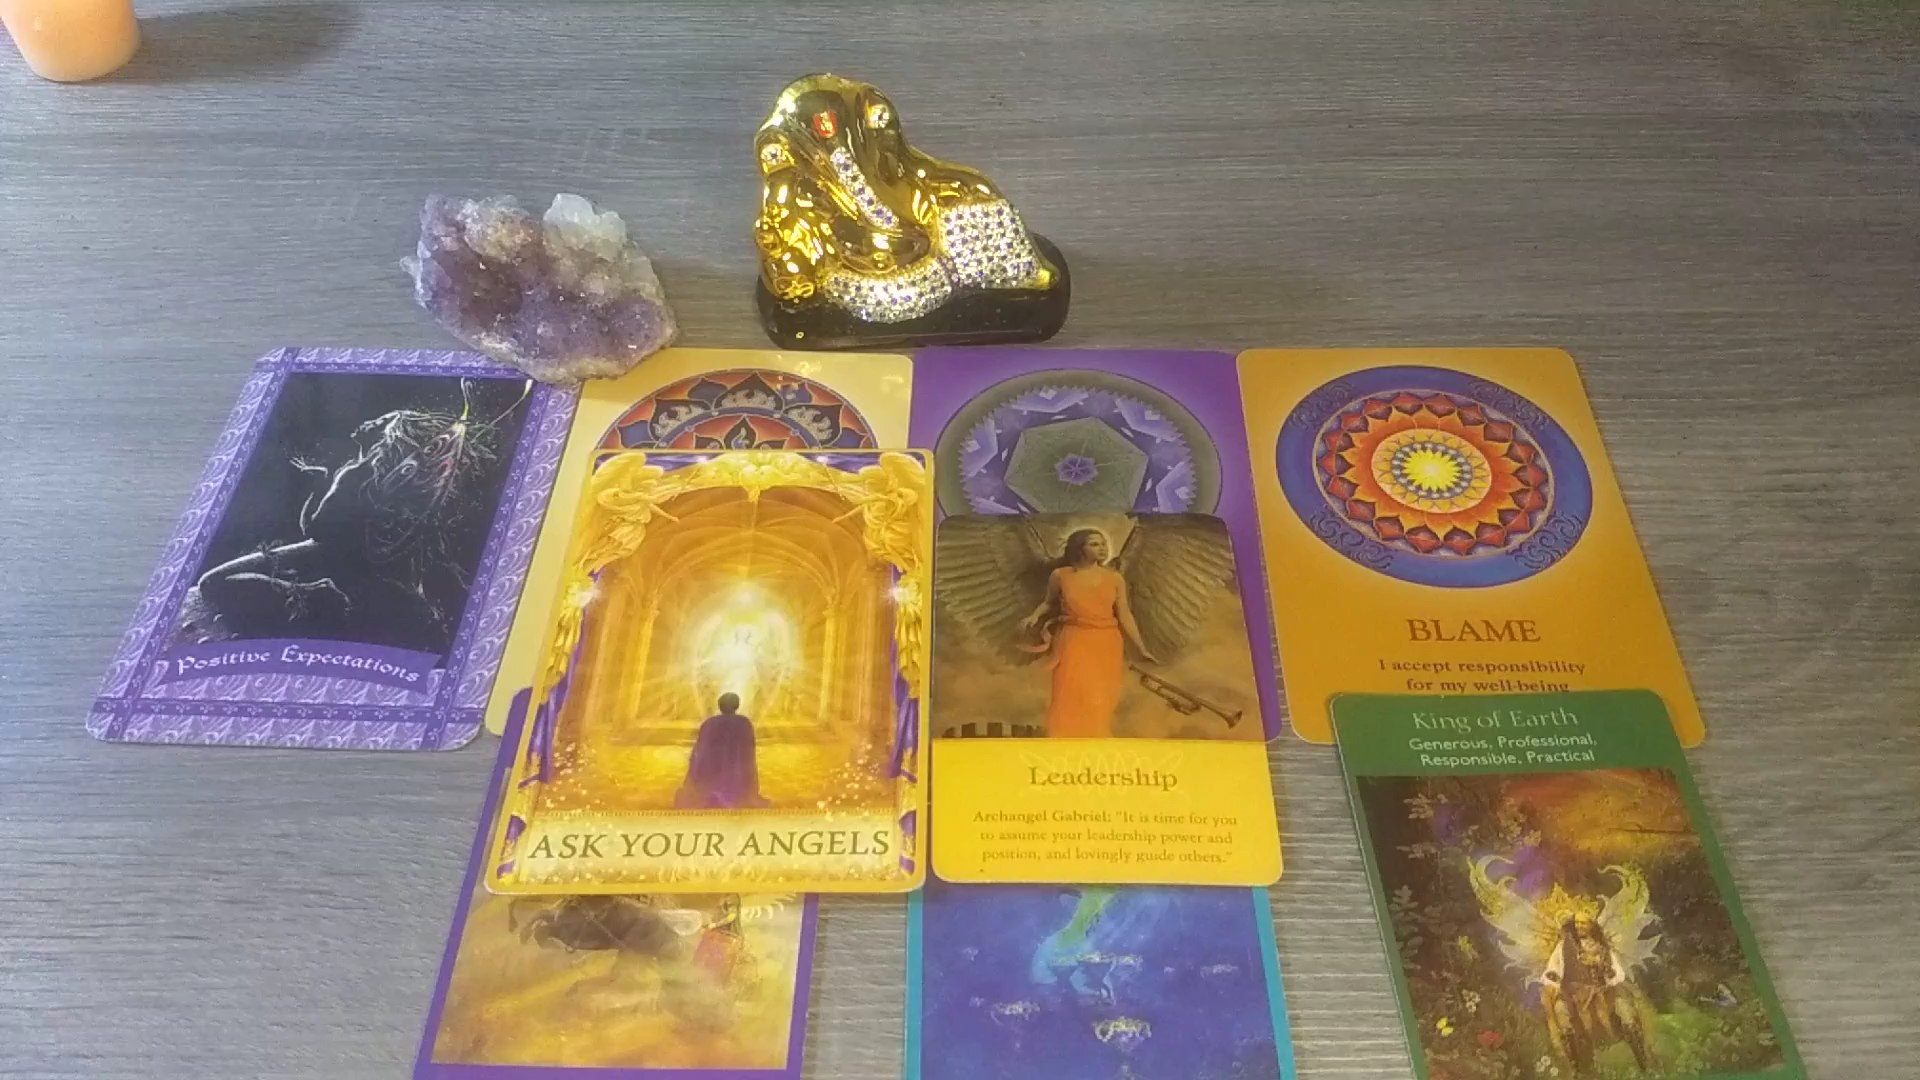 Positive Expectations
ASK YOUR ANGELS
Leadership
Archangel Gabriel: "It is time for you
to assume your leadership power and
position, and lovingly guide others."
BLAME
I accept responsibility
for my well-being
King of Earth
Generous, Professional,
Responsible, Practical